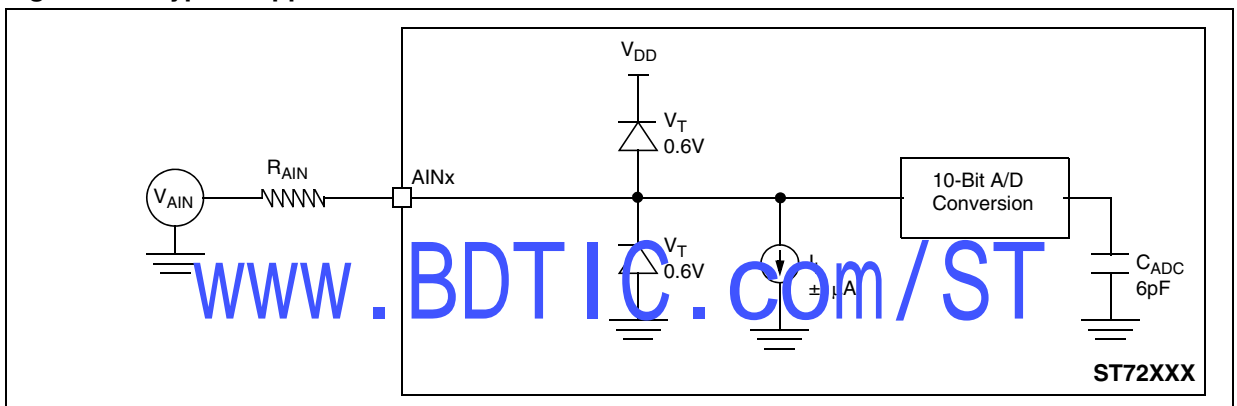 VDD
VT
0.6V
RAIN
AINx
VAIN
10-Bit A/D
Conversion
VT
0.6V
CADC
6pF
www.BDTIC.com/ST
ST72XXX